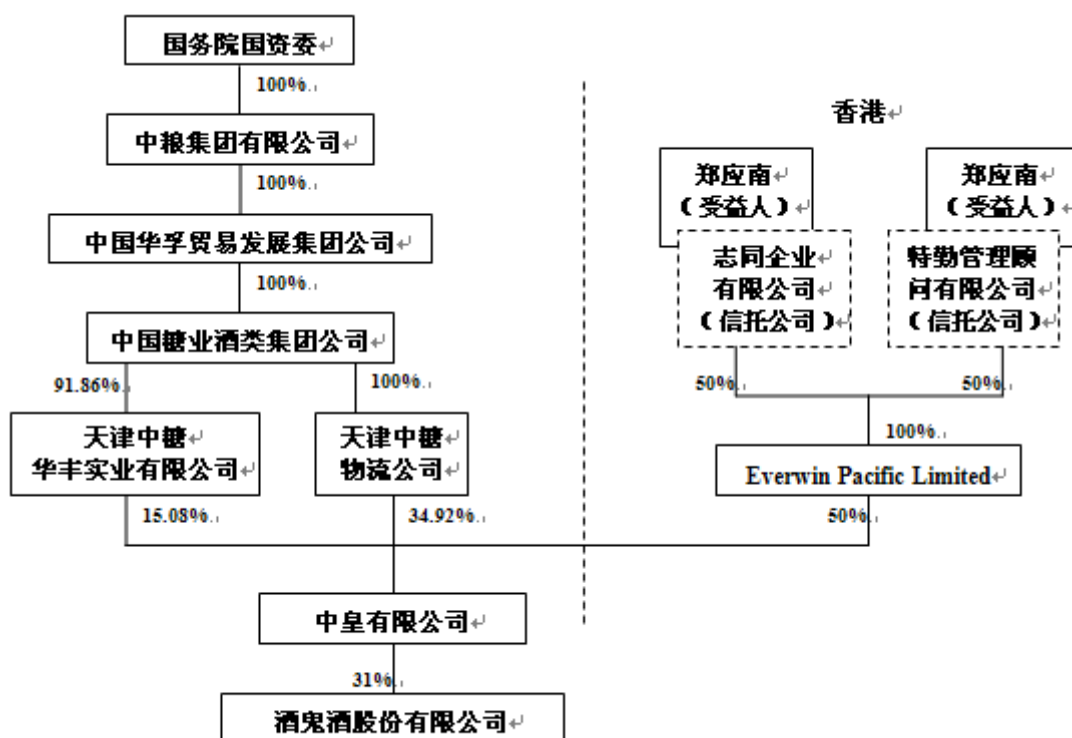 国务院国资委
100%
中粮集团有限公司
100%
中国华孚贸易发展集团公司
100%
中国糖业酒类集团公司
91.86%
100%
天津中糖
华丰实业有限公司
天津中糖
物流公司
15.08%
34.92%
香港
郑应南
（受益人）
郑应南
（受益人）
志同企业
有限公司
（信托公司）
特勤管理顾
问有限公司
（信托公司）
50%
50%
100%
Everwin Pacific Limited
50%
中皇有限公司
31%
酒鬼酒股份有限公司